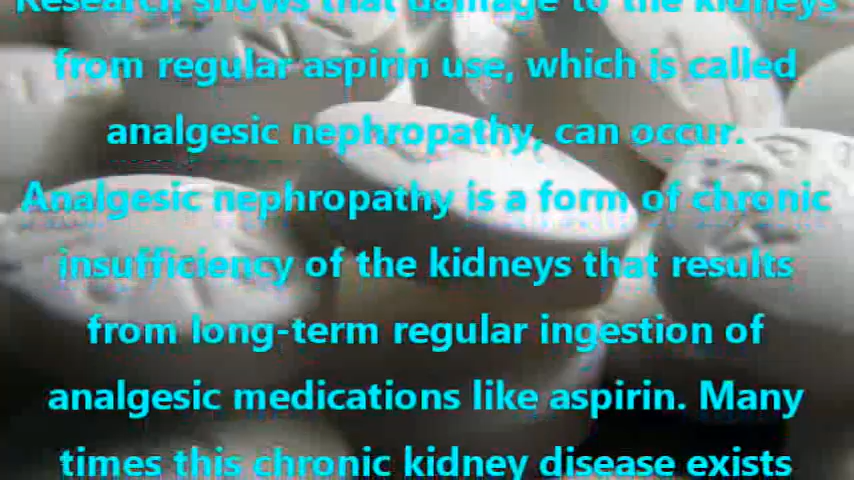 Research shows that damage to the kidneys
from regular aspirin use, which is called
analgesic nephropathy, can occur.
Analgesic nephropathy is a form of chronic
insufficiency of the kidneys that results
from long-term regular ingestion of
analgesic medications like aspirin. Many
times this chronic kidney disease exists